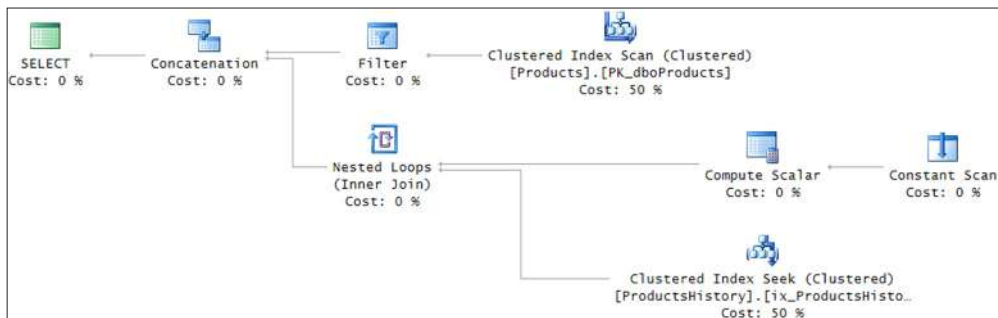 SELECT
Cost: 0 %
Concatenation
Cost: 0 %
Filter
Cost: 0 %
Clustered Index Scan (Clustered)
[Products].[PK_dboProducts]
Cost: 50 %
Nested Loops
(Inner Join)
Cost: 0 %
Compute Scalar
Cost: 0 %
Constant Scan
Cost: 0 %
Clustered Index Seek (Clustered)
[ProductsHistory].[ix_ProductsHisto…
Cost: 50 %